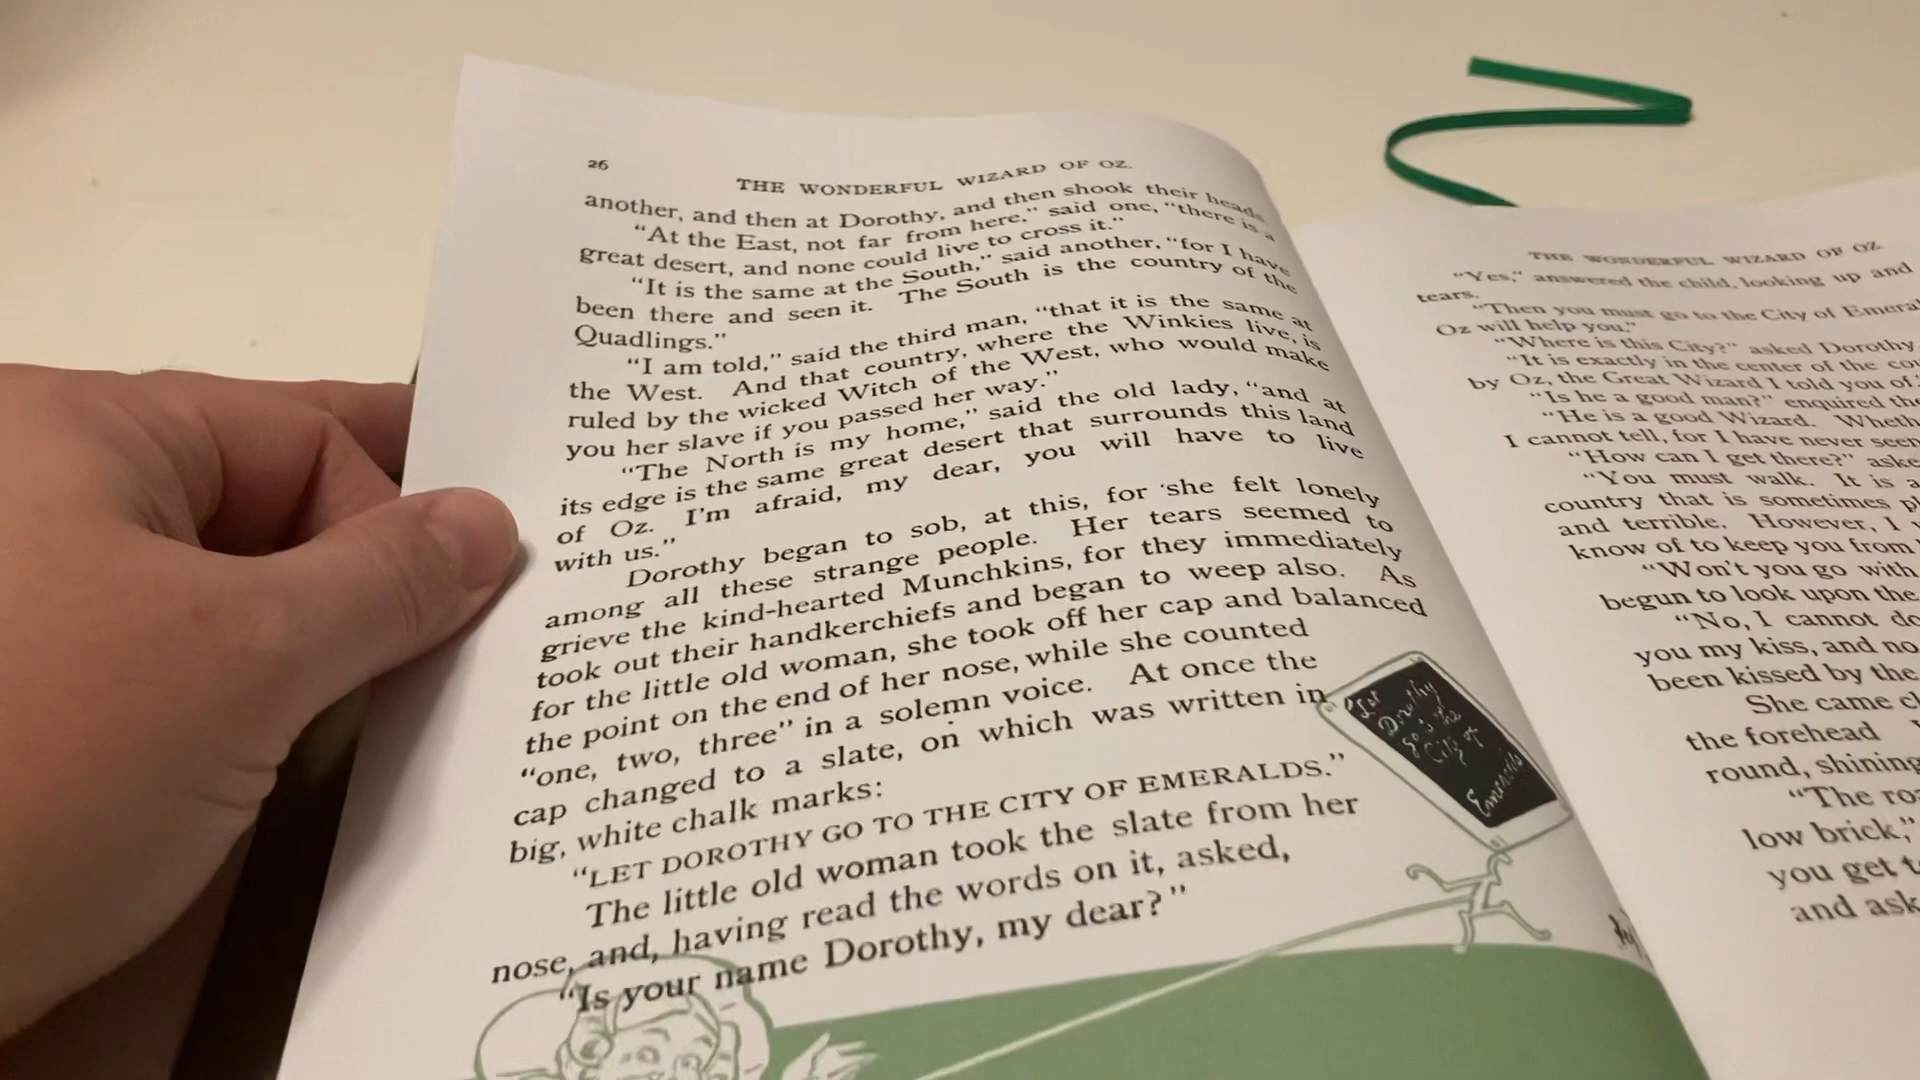 26
THE WONDERFUL WIZARD OF OZ.
another, and then at Dorothy, and then shook their heads.
“At the East, not far from here,” said one, “there is a
great desert, and none could live to cross it.”
“It is the same at the South,” said another, “for I have
been there and seen it. The South is the country of the
Quadlings.”
“I am told,” said the third man, “that it is the same at
the West. And that country, where the Winkies live, is
ruled by the wicked Witch of the West, who would make
you her slave if you passed her way.”
“The North is my home,” said the old lady, “and at
its edge is the same great desert that surrounds this land
of Oz. I’m afraid, my dear, you will have to live
with us.”
Dorothy began to sob, at this, for she felt lonely
among all these strange people. Her tears seemed to
grieve the kind-hearted Munchkins, for they immediately
took out their handkerchiefs and began to weep also. As
for the little old woman, she took off her cap and balanced
the point on the end of her nose, while she counted
“one, two, three” in a solemn voice. At once the
cap changed to a slate, on which was written in
big, white chalk marks:
“LET DOROTHY GO TO THE CITY OF EMERALDS.”
The little old woman took the slate from her
nose, and, having read the words on it, asked,
“Is your name Dorothy, my dear?”
Let
Dorothy
go to the
City of
Emeralds
THE WONDERFUL WIZARD OF OZ
“Yes,” answered the child, looking up and
tears.
“Then you must go to the City of
Oz will help you.”
“Where is this City?” asked Dorothy
“It is exactly in the center of the
by Oz, the Great Wizard I told you of.”
“Is he a good man?” enquired
“He is a good Wizard.
I cannot tell, for I have never seen
“How can I get there?”
“You must walk. It is a
country that is sometimes
and terrible. However, I
know of to keep you from
“Won’t you go with
begun to look upon the
“No, I cannot
you my kiss, and no
been kissed by the
She came
the forehead
round, shining
“The
low brick,”
you get
and